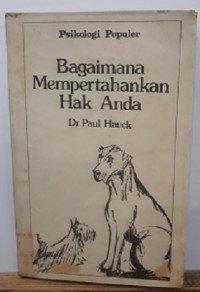 Psikologi Populer
Bagaimana
Mempertahankan
Hak Anda
Dr Paul Hauck